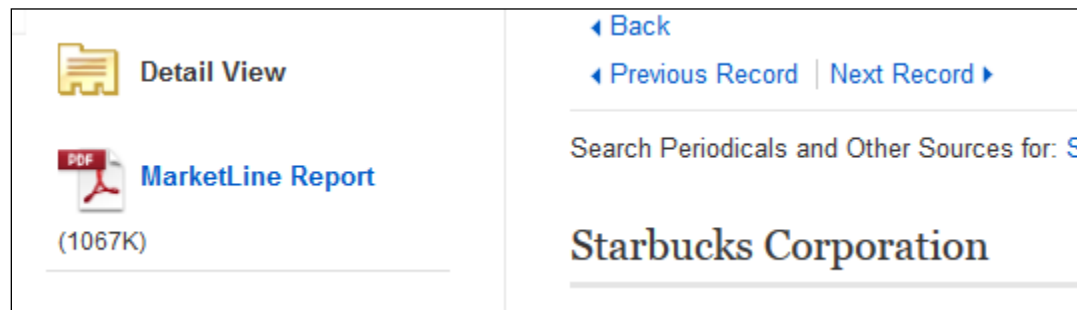 Detail View
PDF
MarketLine Report
(1067K)
Back
Previous Record Next Record
Search Periodicals and Other Sources for: S
Starbucks Corporation